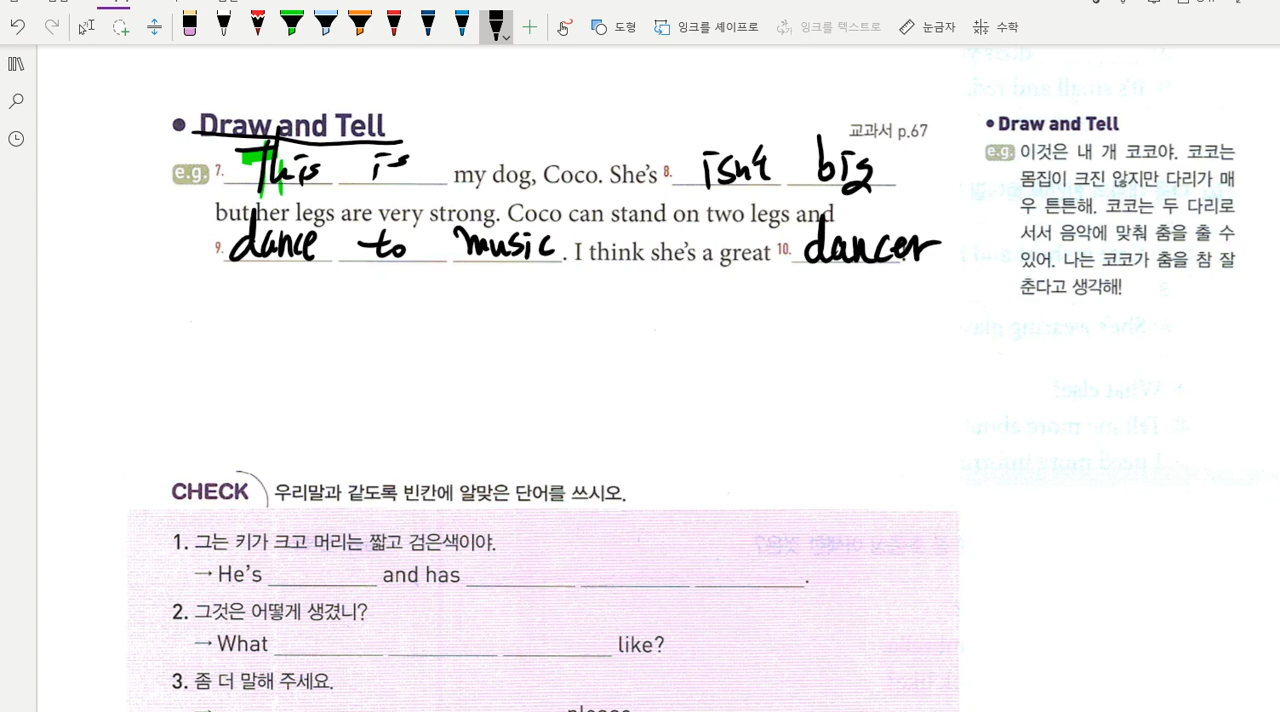 도형
잉크를 셰이프로
잉크를 텍스트로
눈금자
수학
• Draw and Tell
교과서 p.67
e.g. 7. This is my dog, Coco. She's 8. isn't big
but her legs are very strong. Coco can stand on two legs and
9. dance to music. I think she's a great 10. dancer.
• Draw and Tell
e.g. 이것은 내 개 코코야. 코코는
몸집이 크진 않지만 다리가 매
우 튼튼해. 코코는 두 다리로
서서 음악에 맞춰 춤을 출 수
있어. 나는 코코가 춤을 참 잘
춘다고 생각해!
CHECK 우리말과 같도록 빈칸에 알맞은 단어를 쓰시오.
1. 그는 키가 크고 머리는 짧고 검은색이야.
→ He's ________ and has ________ ________ ________.
2. 그것은 어떻게 생겼니?
→ What ________ ________ ________ like?
3. 좀 더 말해 주세요.